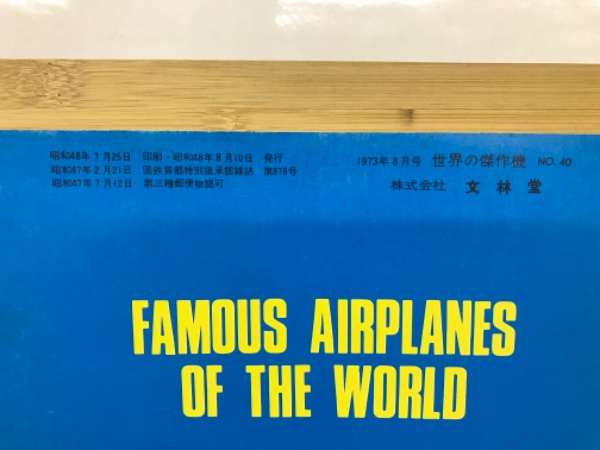 昭和48年7月25日 印刷・昭和48年8月10日 発行
昭和47年2月21日 国鉄首都特別扱承認雑誌 第878号
昭和47年7月12日 第三種郵便物認可
1973年8月号 世界の傑作機 NO.40
株式会社 文林堂
FAMOUS AIRPLANES
OF THE WORLD